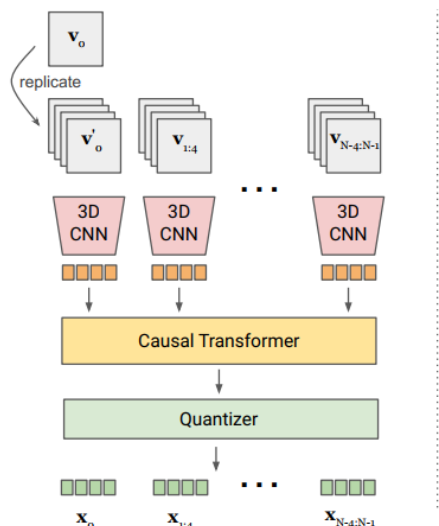 v₀
replicate
v'₀ v₁:₄ v_N-4:N-1
...
3D CNN 3D CNN 3D CNN
Causal Transformer
Quantizer
...
x₀ x₁:₄ x_N-4:N-1